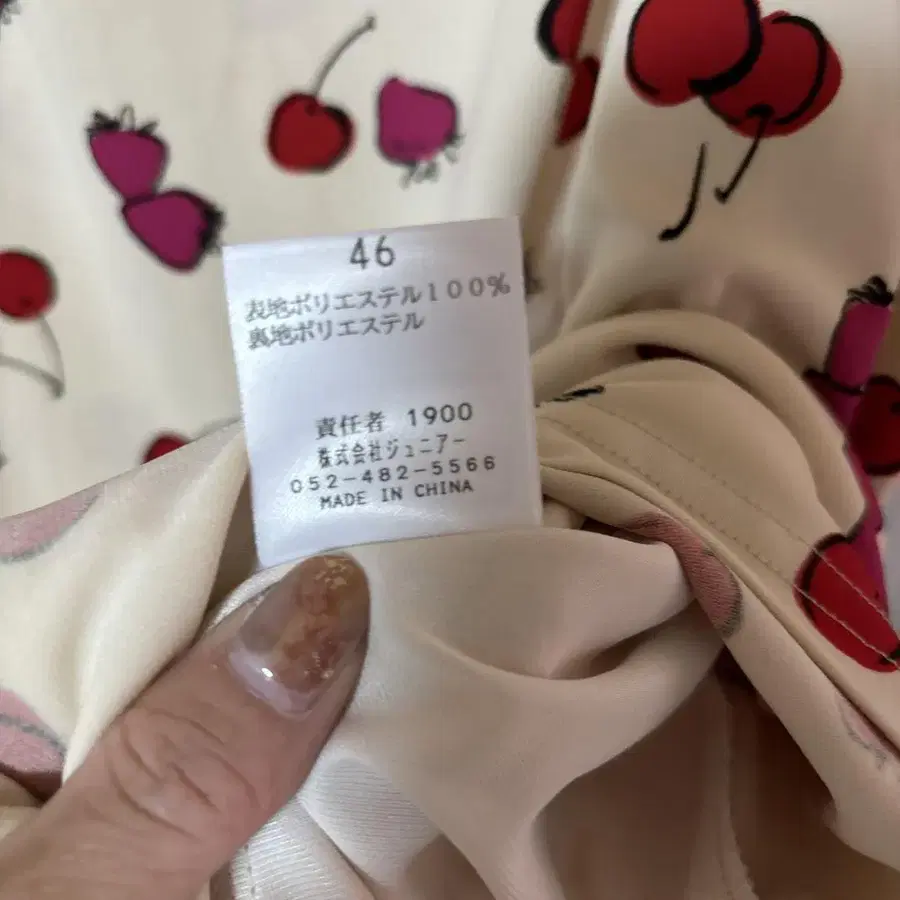 46
表地ポリエステル100%
裏地ポリエステル
責任者 1900
株式会社ジュニアー
052-482-5566
MADE IN CHINA